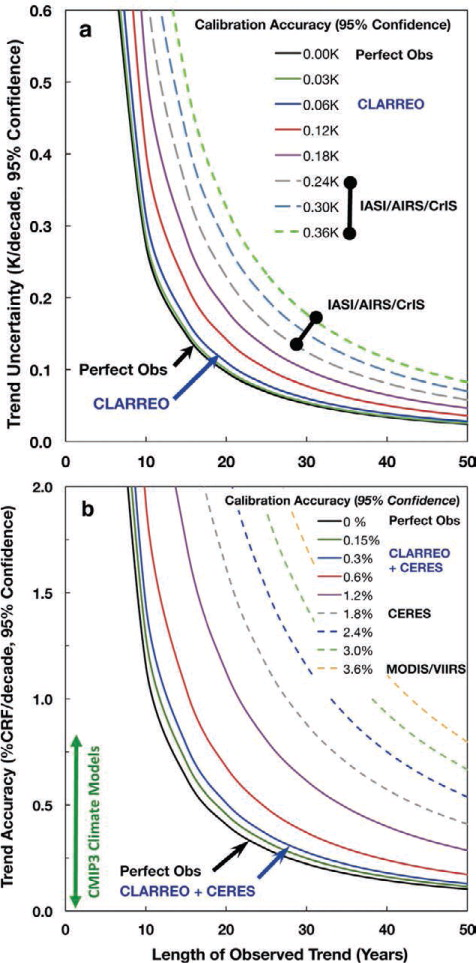 a
Calibration Accuracy (95% Confidence)
0.00K Perfect Obs
0.03K
0.06K CLARREO
0.12K
0.18K
0.24K
0.30K IASI/AIRS/CrIS
0.36K
IASI/AIRS/CrIS
Perfect Obs
CLARREO
Trend Uncertainty (K/decade, 95% Confidence)
0.6
0.5
0.4
0.3
0.2
0.1
0.0
0 10 20 30 40 50
b
Calibration Accuracy (95% Confidence)
0 % Perfect Obs
0.15% CLARREO
0.3% + CERES
0.6%
1.2%
1.8% CERES
2.4%
3.0%
3.6% MODIS/VIIRS
CMIP3 Climate Models
Perfect Obs
CLARREO + CERES
Trend Accuracy (%CRF/decade, 95% Confidence)
2.0
1.5
1.0
0.5
0.0
0 10 20 30 40 50
Length of Observed Trend (Years)